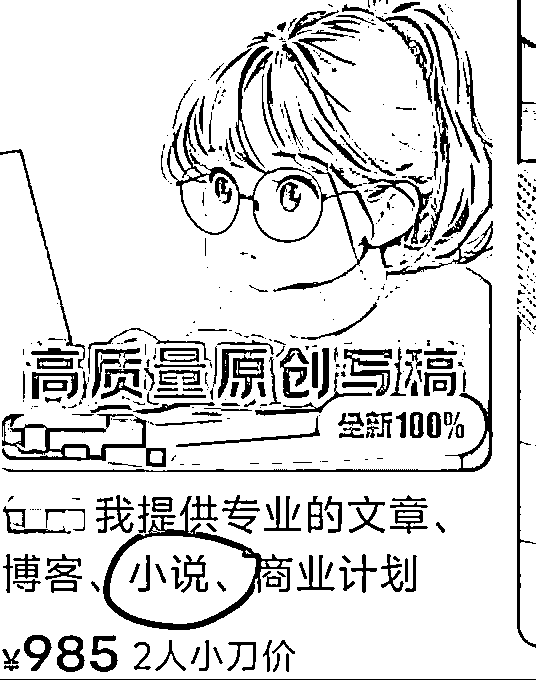 高质量原创写稿
全新100%
我提供专业的文章、
博客、小说、商业计划
¥985 2人小刀价